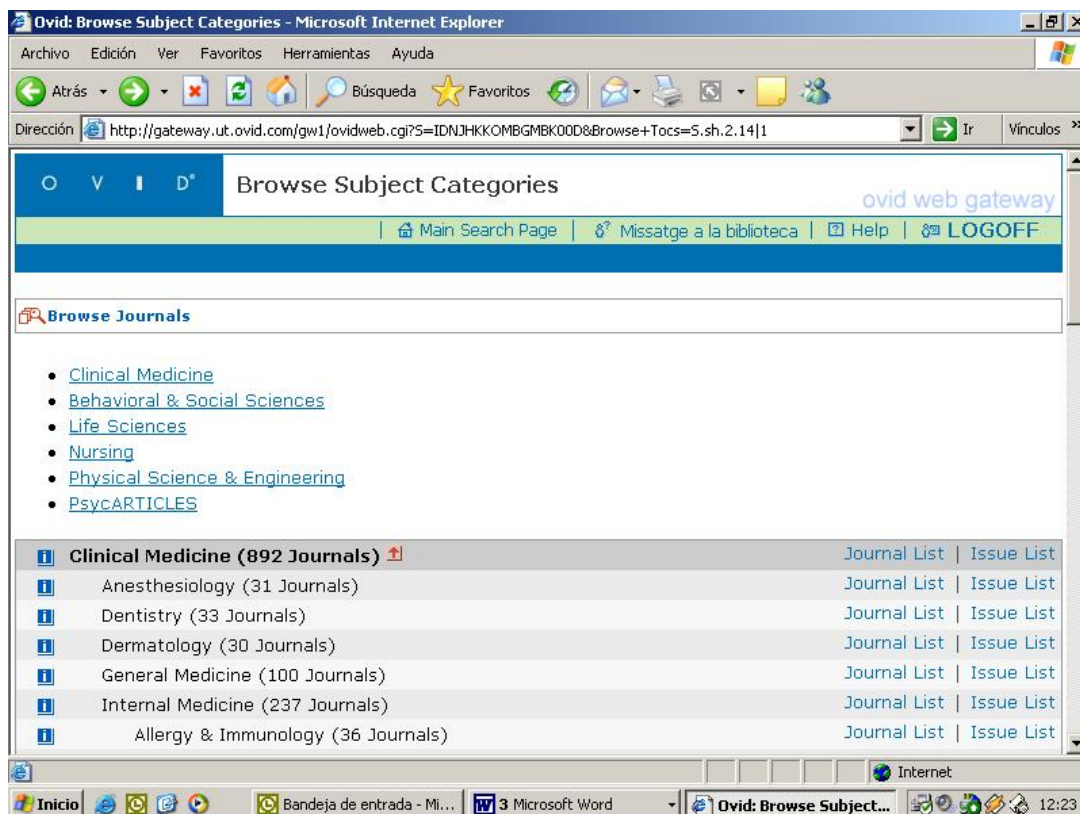 Ovid: Browse Subject Categories - Microsoft Internet Explorer
Archivo Edición Ver Favoritos Herramientas Ayuda
Atrás Búsqueda Favoritos
Dirección http://gateway.ut.ovid.com/gw1/ovidweb.cgi?S=IDNJHKKOMBGMBK00D&Browse+Tocs=S.sh.2.14|1 Ir Vínculos »
O V I D® Browse Subject Categories
ovid web gateway
| Main Search Page | Missatge a la biblioteca | Help | LOGOFF
Browse Journals
• Clinical Medicine
• Behavioral & Social Sciences
• Life Sciences
• Nursing
• Physical Science & Engineering
• PsycARTICLES
Clinical Medicine (892 Journals) Journal List | Issue List
Anesthesiology (31 Journals) Journal List | Issue List
Dentistry (33 Journals) Journal List | Issue List
Dermatology (30 Journals) Journal List | Issue List
General Medicine (100 Journals) Journal List | Issue List
Internal Medicine (237 Journals) Journal List | Issue List
Allergy & Immunology (36 Journals) Journal List | Issue List
Internet
Inicio Bandeja de entrada - Mi... 3 Microsoft Word Ovid: Browse Subject... 12:23